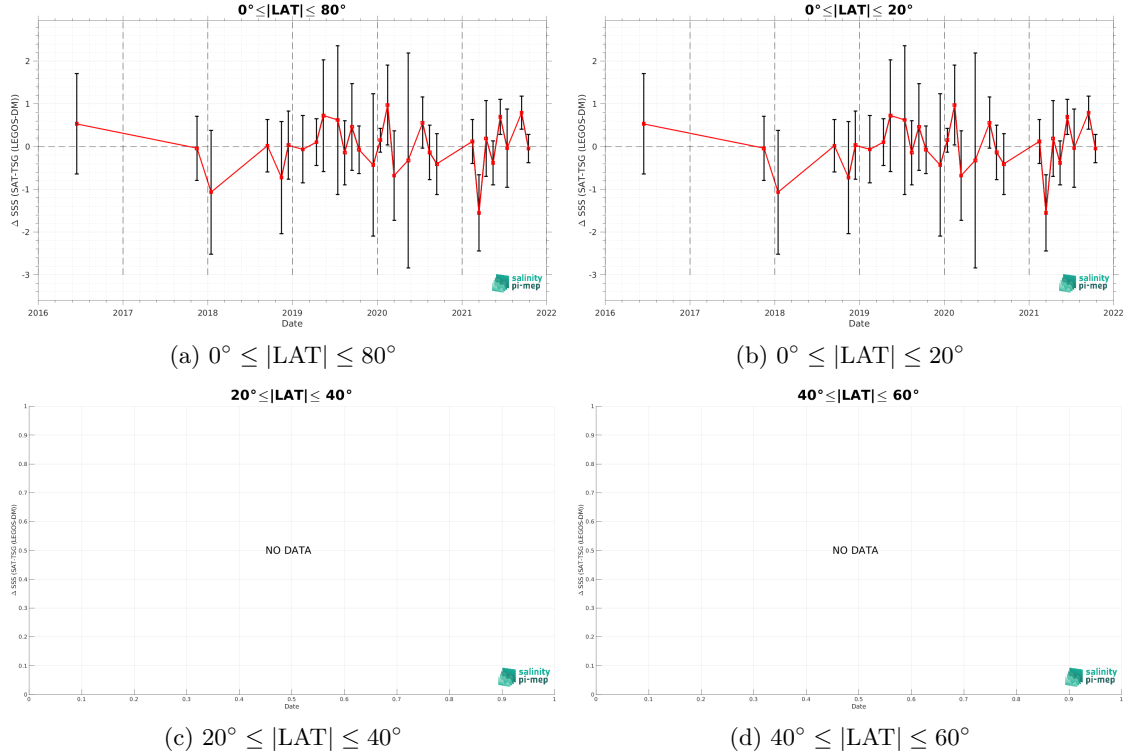 0°≤|LAT|≤ 80°
2
1
0
-1
-2
-3
Δ SSS (SAT-TSG (LEGOS-DM))
2016 2017 2018 2019 2020 2021 2022
Date
salinity
pi-mep
(a) 0° ≤ |LAT| ≤ 80°
0°≤|LAT|≤ 20°
2
1
0
-1
-2
-3
Δ SSS (SAT-TSG (LEGOS-DM))
2016 2017 2018 2019 2020 2021 2022
Date
salinity
pi-mep
(b) 0° ≤ |LAT| ≤ 20°
20°≤|LAT|≤ 40°
1
0.9
0.8
0.7
0.6
0.5
0.4
0.3
0.2
0.1
0
Δ SSS (SAT-TSG (LEGOS-DM))
NO DATA
0 0.1 0.2 0.3 0.4 0.5 0.6 0.7 0.8 0.9 1
Date
salinity
pi-mep
(c) 20° ≤ |LAT| ≤ 40°
40°≤|LAT|≤ 60°
1
0.9
0.8
0.7
0.6
0.5
0.4
0.3
0.2
0.1
0
Δ SSS (SAT-TSG (LEGOS-DM))
NO DATA
0 0.1 0.2 0.3 0.4 0.5 0.6 0.7 0.8 0.9 1
Date
salinity
pi-mep
(d) 40° ≤ |LAT| ≤ 60°